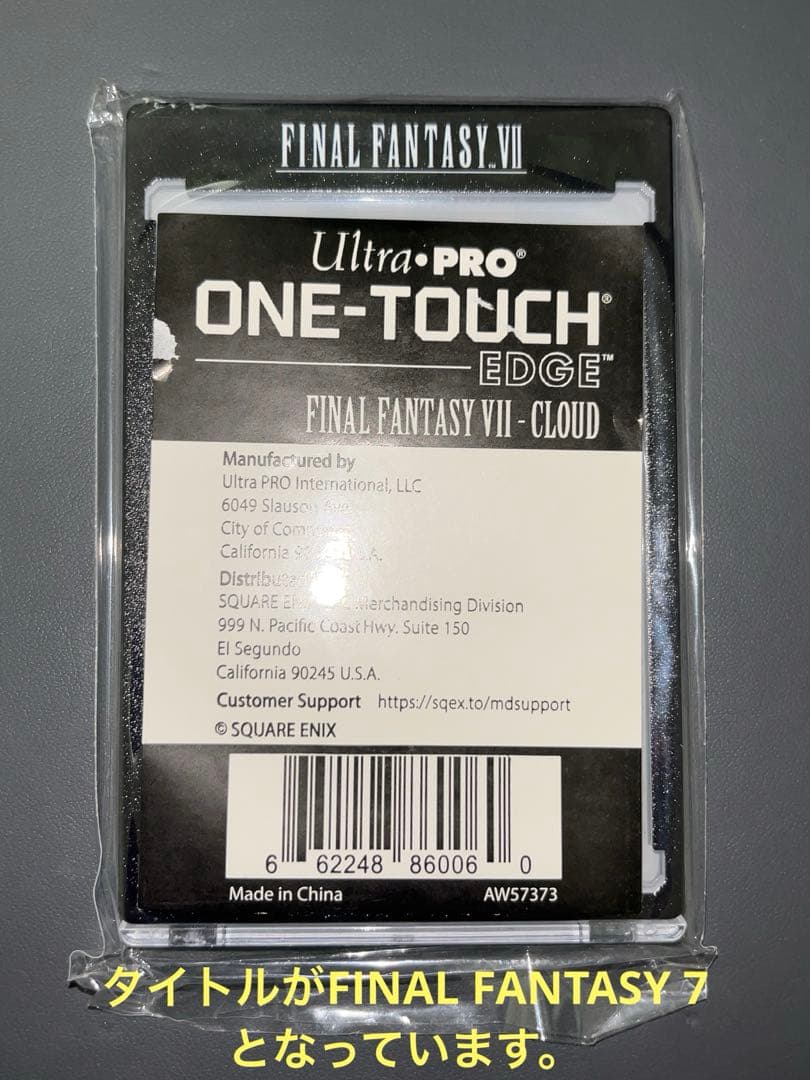 FINAL FANTASY™ VII
Ultra•PRO®
ONE-TOUCH®
EDGE™
FINAL FANTASY VII - CLOUD
Manufactured by
Ultra PRO International, LLC
6049
City of
California U.S.A.
SQUARE Merchandising Division
999 N. Pacific Coast Hwy. Suite 150
El Segundo
California 90245 U.S.A.
Customer Support https://sqex.to/mdsupport
© SQUARE ENIX
6 62248 86006 0
Made in China AW57373
タイトルがFINAL FANTASY 7
となっています。